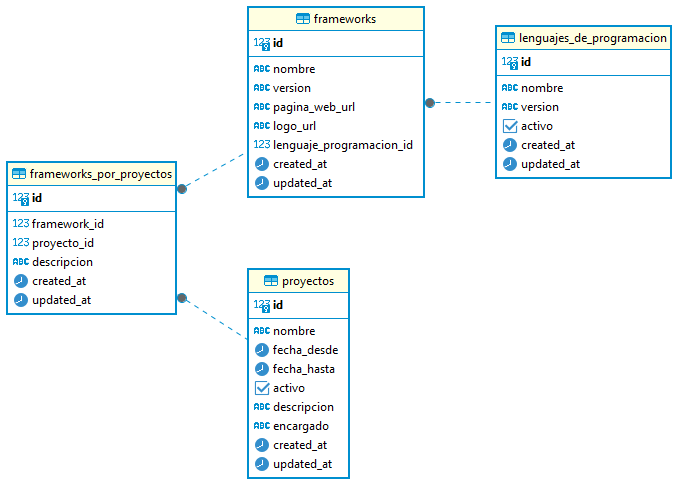 frameworks
123 id
ABC nombre
ABC version
ABC pagina_web_url
ABC logo_url
123 lenguaje_programacion_id
created_at
updated_at
lenguajes_de_programacion
123 id
ABC nombre
ABC version
activo
created_at
updated_at
frameworks_por_proyectos
123 id
123 framework_id
123 proyecto_id
ABC descripcion
created_at
updated_at
proyectos
123 id
ABC nombre
fecha_desde
fecha_hasta
activo
ABC descripcion
ABC encargado
created_at
updated_at